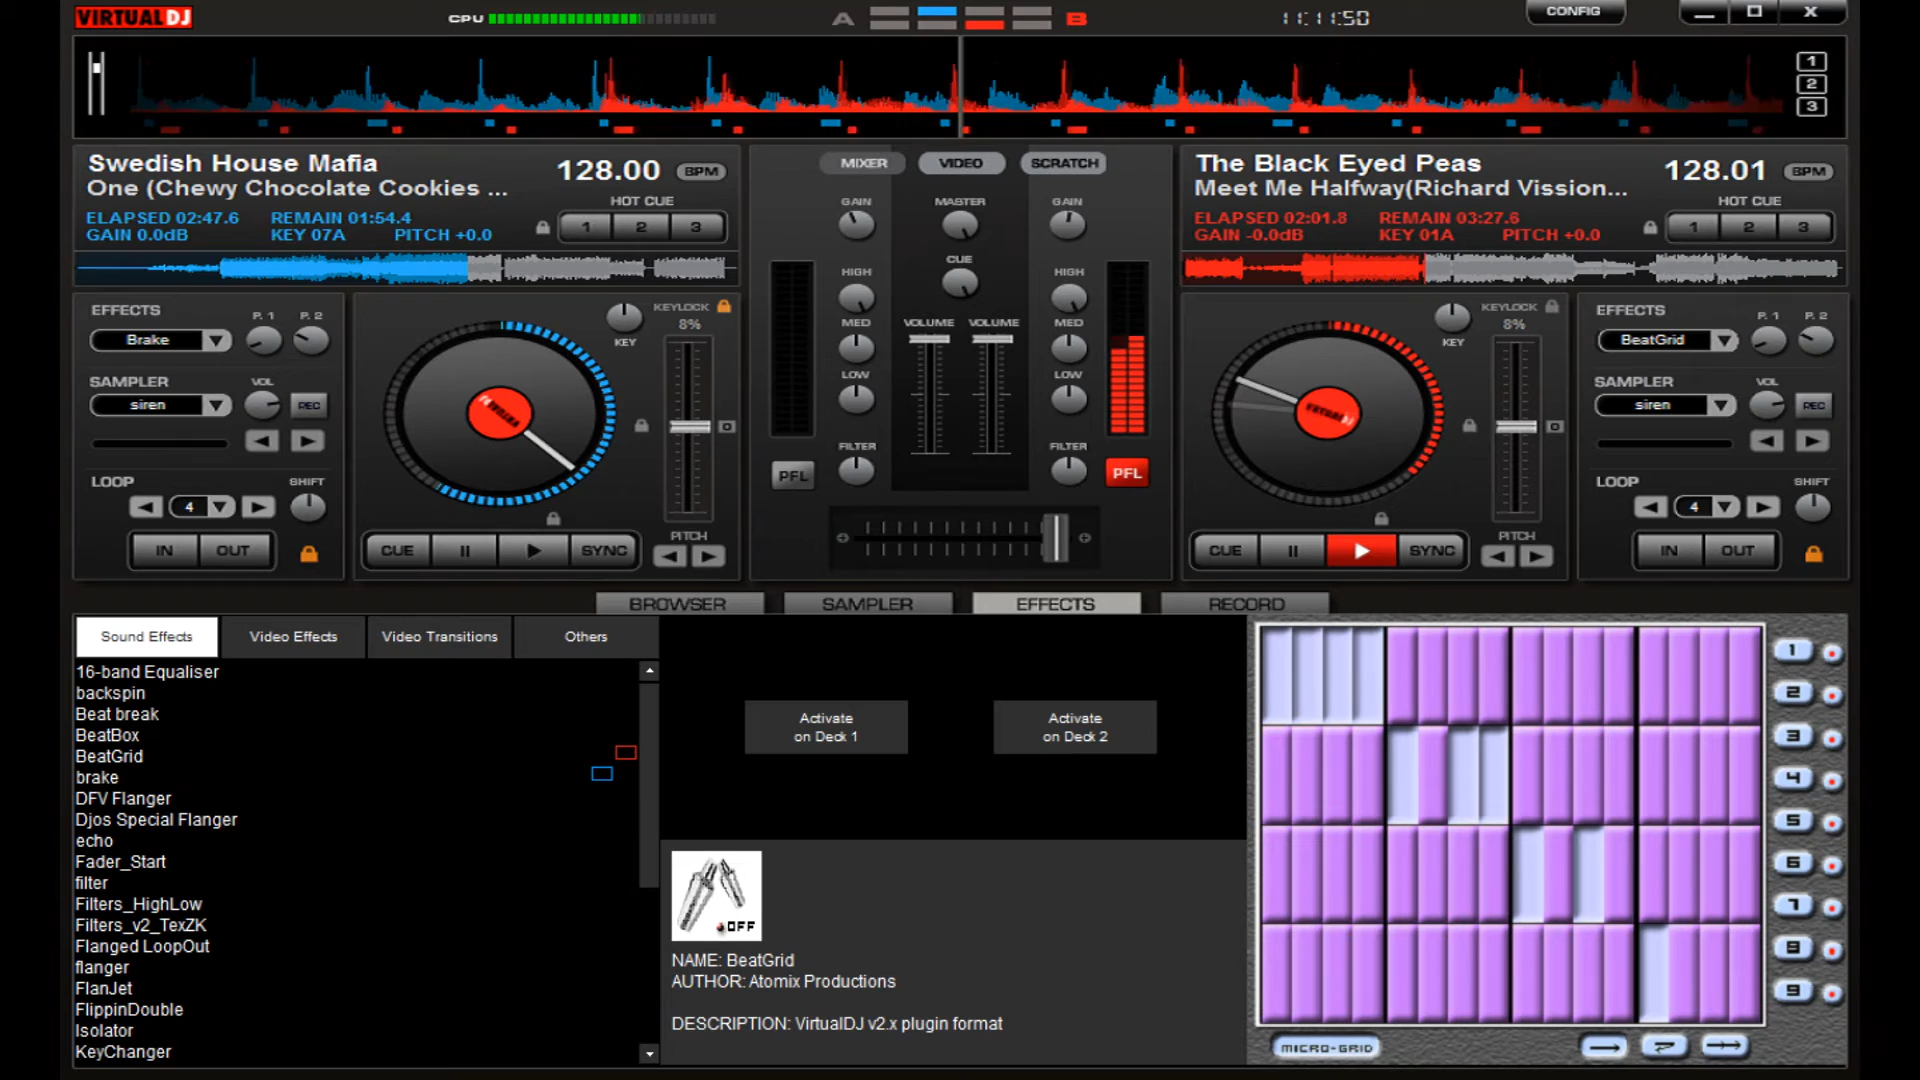 VIRTUAL DJ
CPU
A
B
11:11:50
CONFIG
X
1
2
3
Swedish House Mafia
One (Chewy Chocolate Cookies ...
128.00 BPM
HOT CUE
ELAPSED 02:47.6 REMAIN 01:54.4
GAIN 0.0dB KEY 07A PITCH +0.0
1 2 3
MIXER VIDEO SCRATCH
GAIN MASTER GAIN
CUE
HIGH HIGH
MED VOLUME VOLUME MED
LOW LOW
FILTER FILTER
PFL PFL
The Black Eyed Peas
Meet Me Halfway(Richard Vission...
128.01 BPM
HOT CUE
ELAPSED 02:01.8 REMAIN 03:27.6
GAIN -0.0dB KEY 01A PITCH +0.0
1 2 3
EFFECTS P. 1 P. 2
Brake
SAMPLER VOL
siren REC
LOOP SHIFT
4
IN OUT
KEYLOCK
8%
KEY
CUE SYNC
PITCH
KEYLOCK
8%
KEY
CUE SYNC
PITCH
EFFECTS P. 1 P. 2
BeatGrid
SAMPLER VOL
siren REC
LOOP SHIFT
4
IN OUT
BROWSER SAMPLER EFFECTS RECORD
Sound Effects Video Effects Video Transitions Others
16-band Equaliser
backspin
Beat break
BeatBox
BeatGrid
brake
DFV Flanger
Djos Special Flanger
echo
Fader_Start
filter
Filters_HighLow
Filters_v2_TexZK
Flanged LoopOut
flanger
FlanJet
FlippinDouble
Isolator
KeyChanger
Activate
on Deck 1
Activate
on Deck 2
OFF
NAME: BeatGrid
AUTHOR: Atomix Productions
DESCRIPTION: VirtualDJ v2.x plugin format
1
2
3
4
5
6
7
8
9
MICRO-GRID